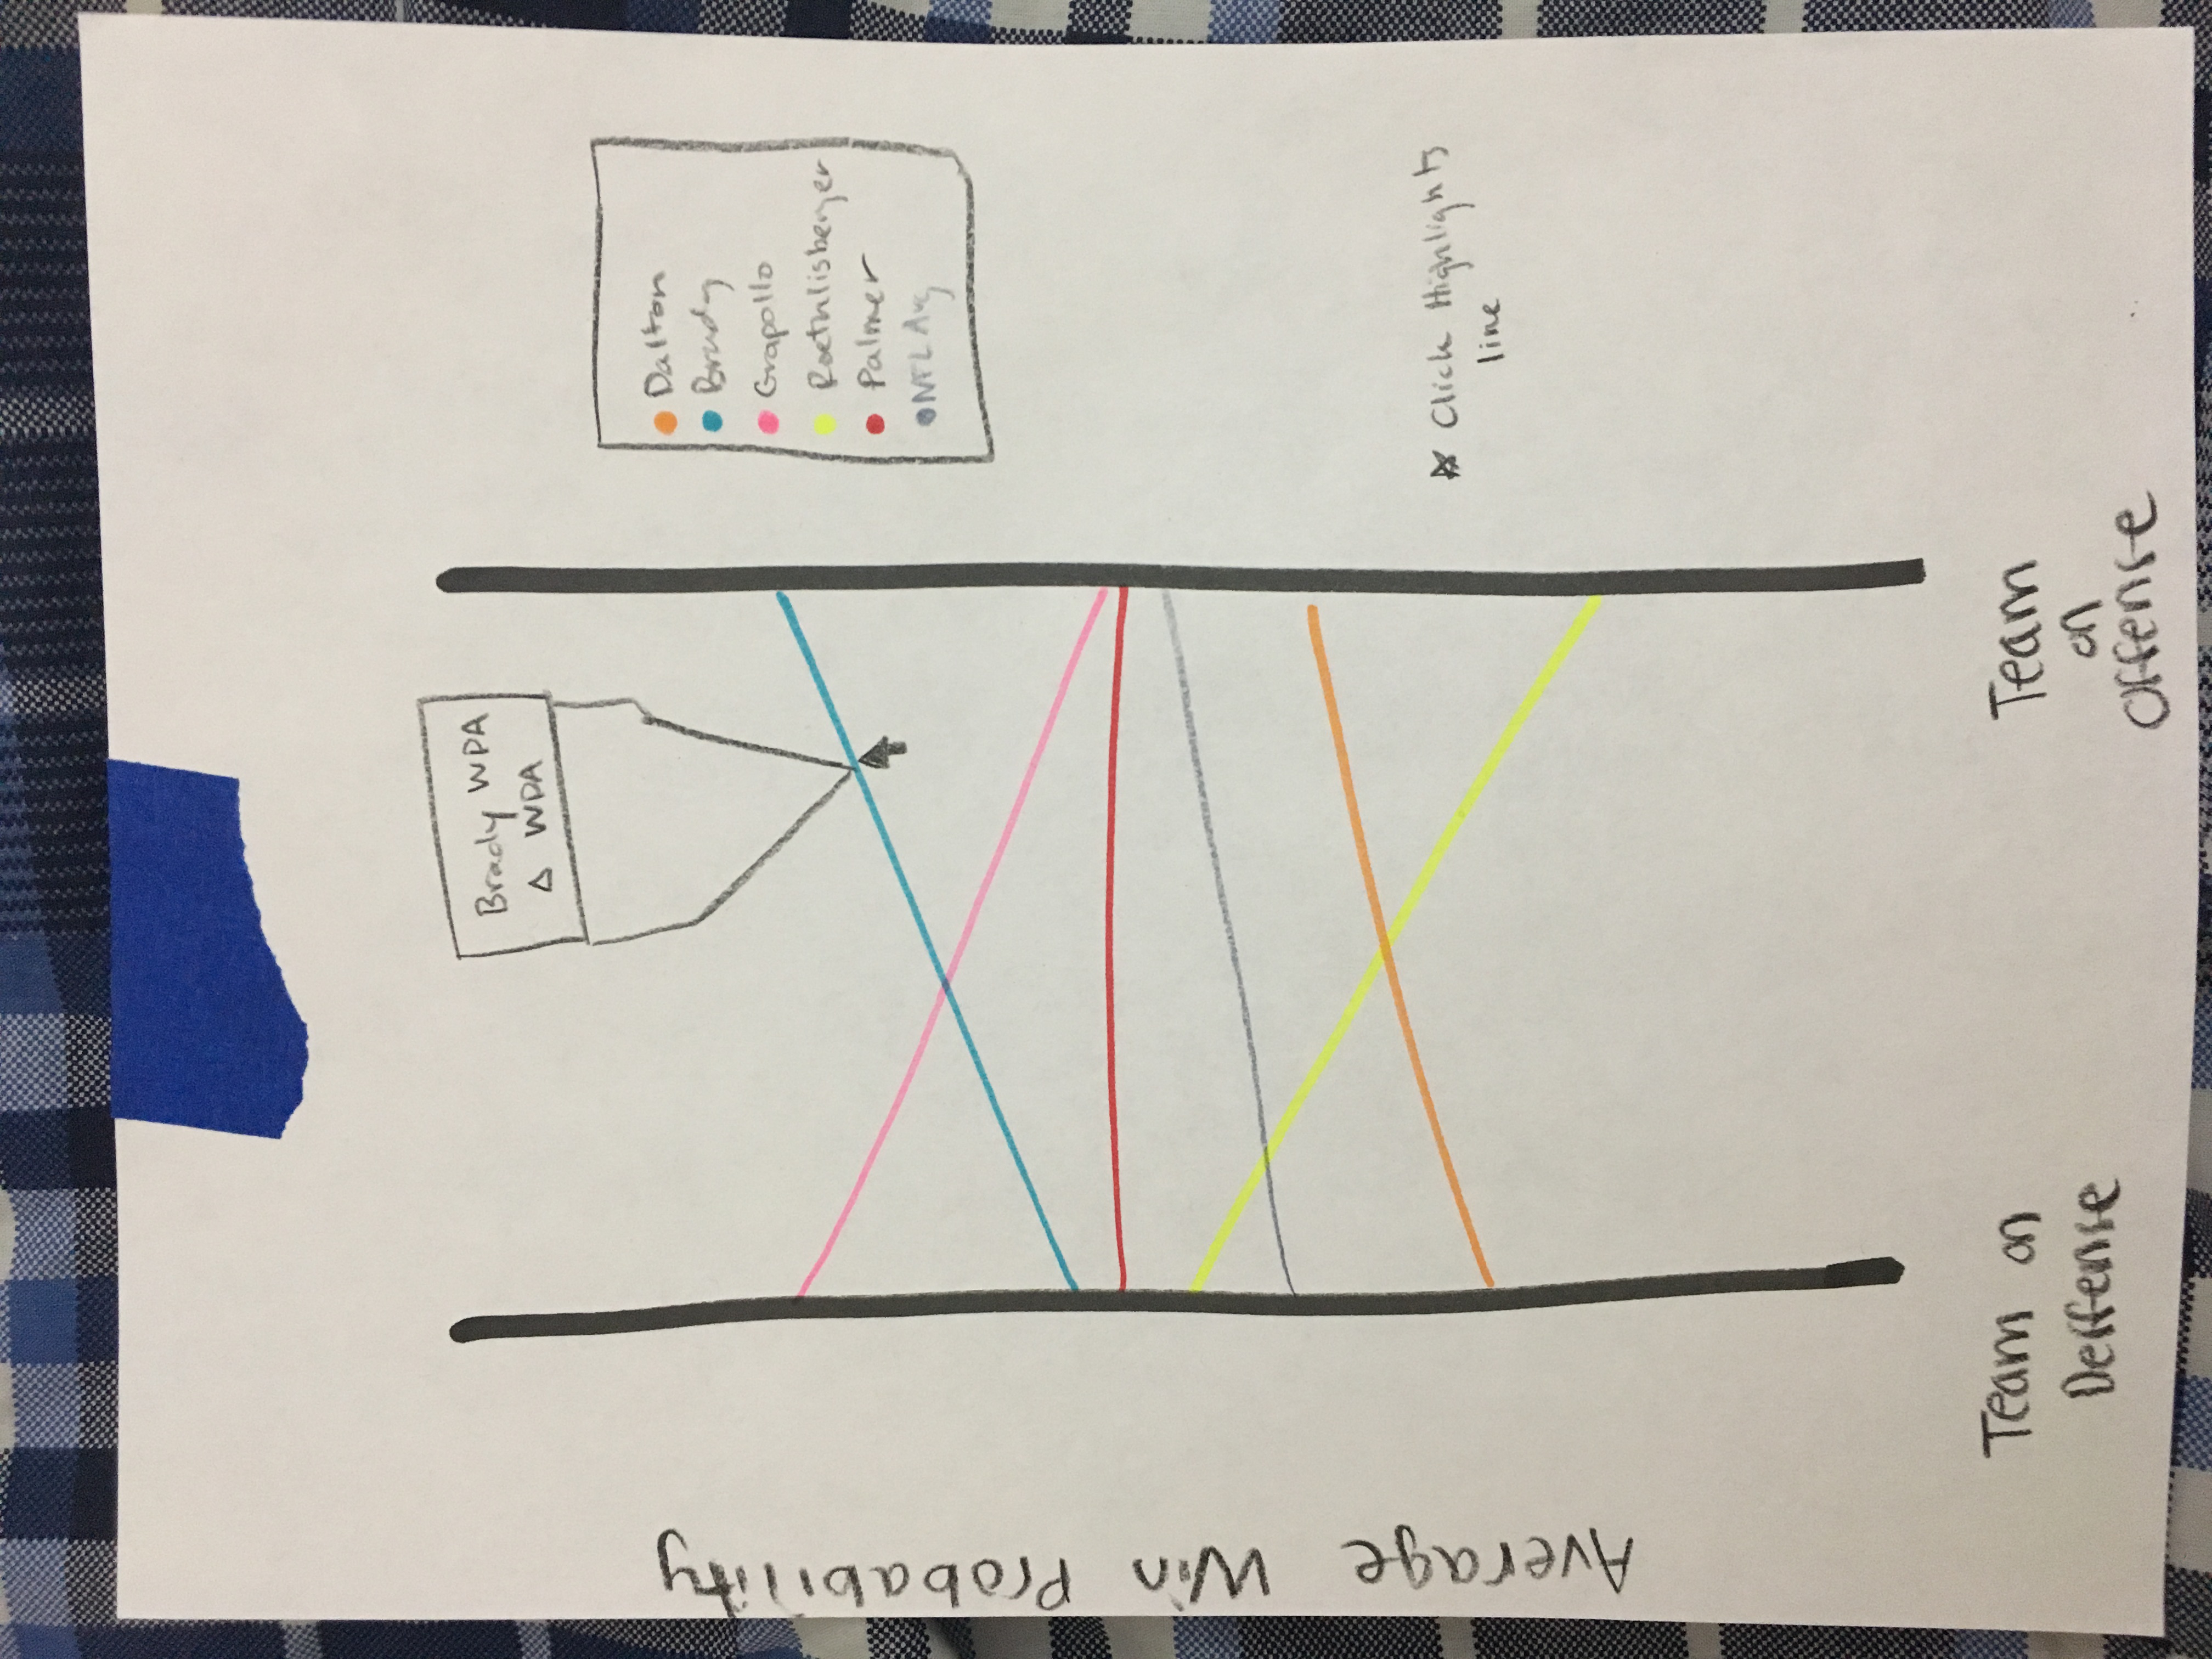 Average Win Probability
Brady WPA
Δ WPA
Dalton
Brady
Grapollo
Roethlisberger
Palmer
NFL Avg
* Click Highlights
line
Team on
Deffense
Team
on
Offense